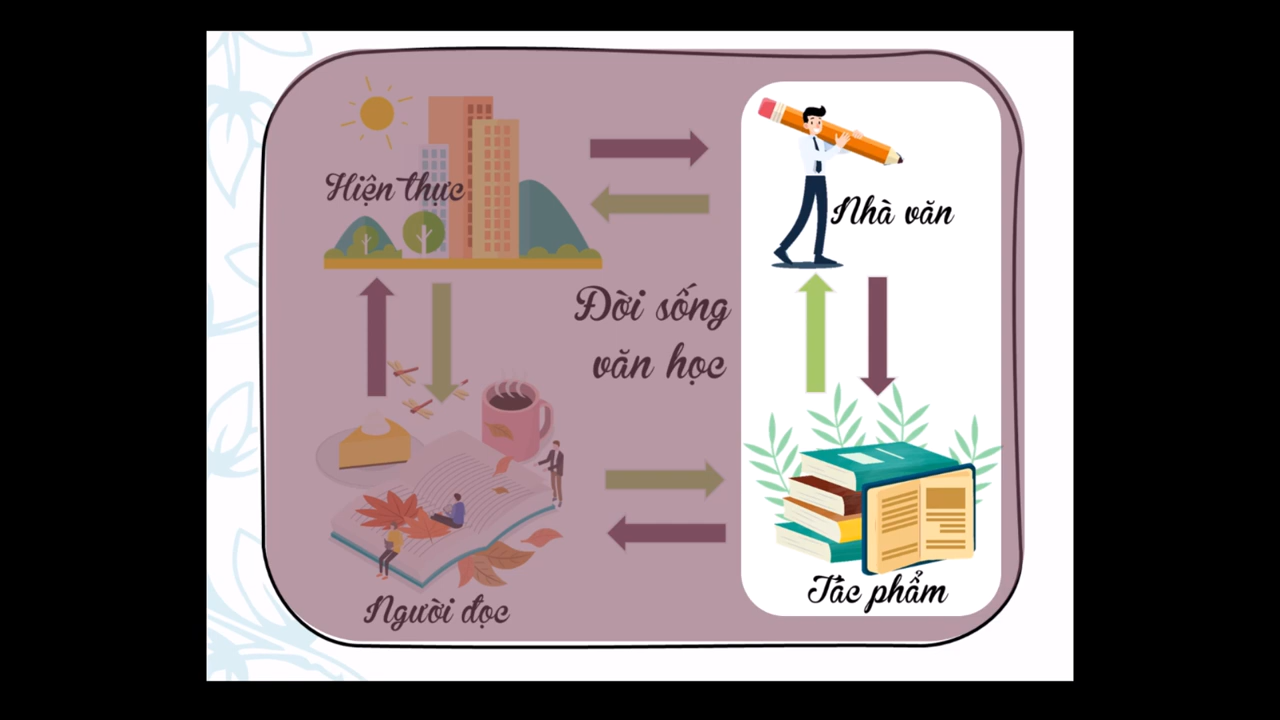 Hiện thực
Nhà văn
Đời sống
văn học
Người đọc
Tác phẩm